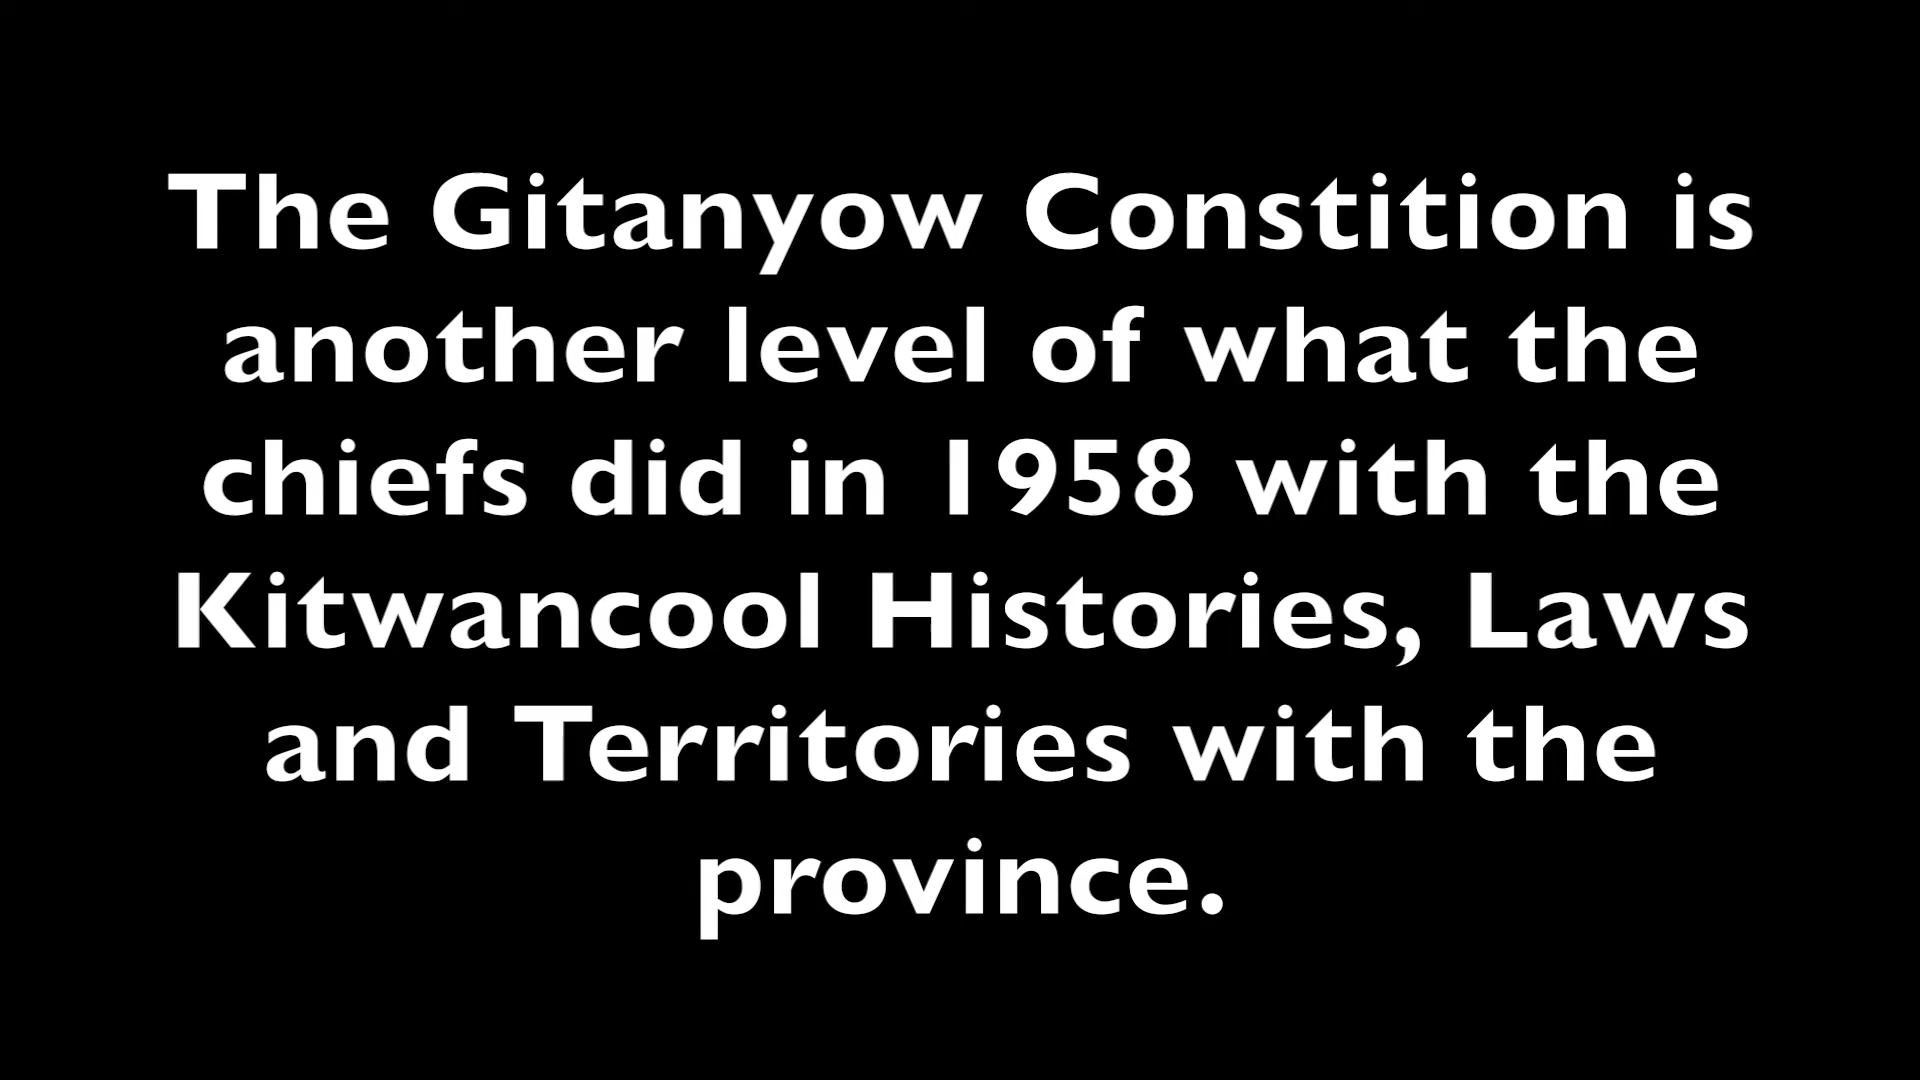 The Gitanyow Constition is
another level of what the
chiefs did in 1958 with the
Kitwancool Histories, Laws
and Territories with the
province.